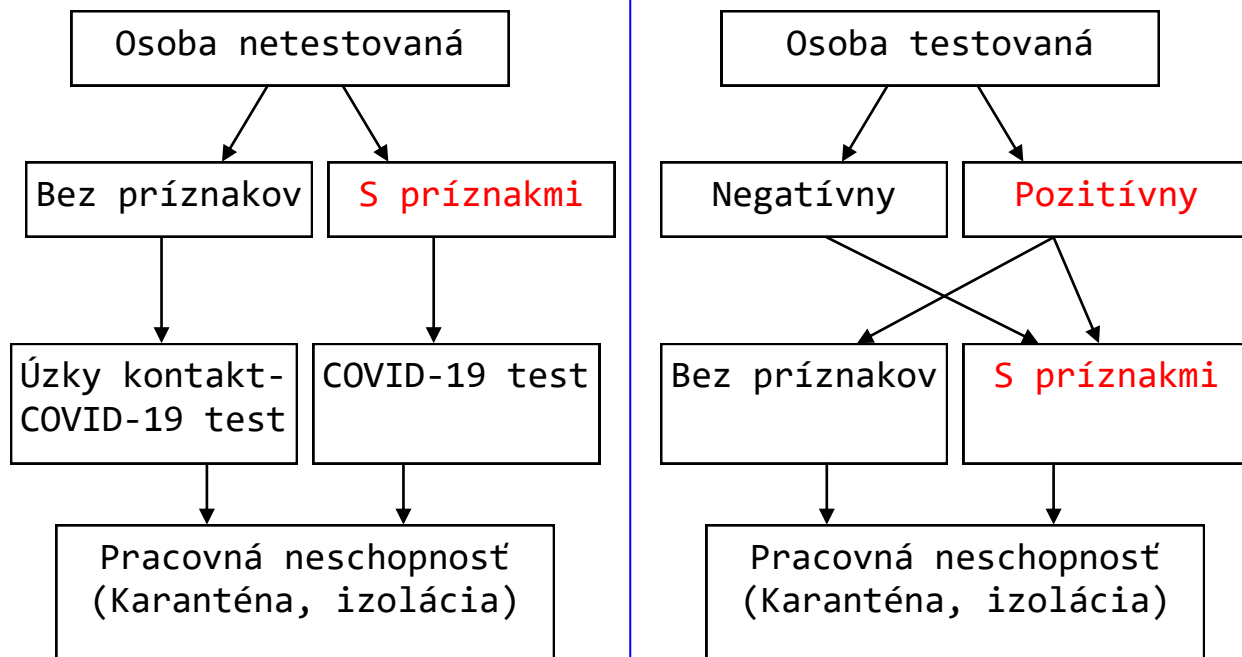 Osoba netestovaná
Bez príznakov
S príznakmi
Úzky kontakt-
COVID-19 test
COVID-19 test
Pracovná neschopnosť
(Karanténa, izolácia)
Osoba testovaná
Negatívny
Pozitívny
Bez príznakov
S príznakmi
Pracovná neschopnosť
(Karanténa, izolácia)